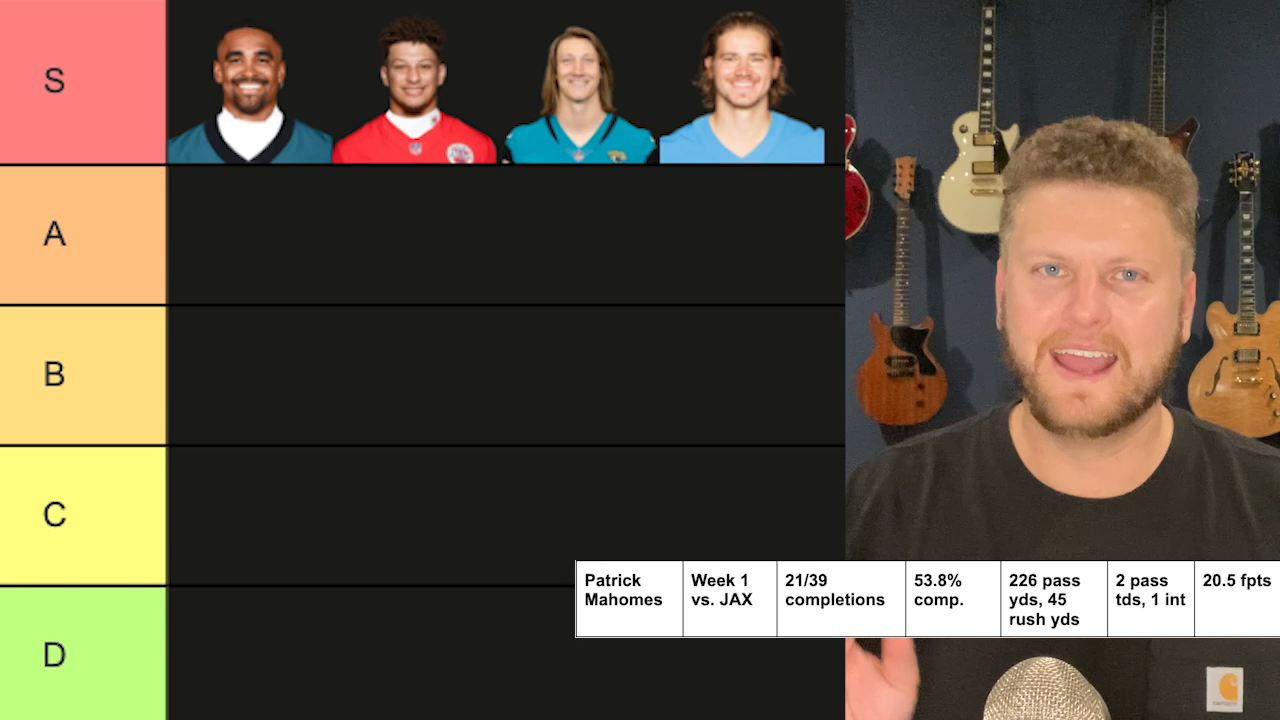 S
A
B
C
D
Patrick Mahomes
Week 1 vs. JAX
21/39 completions
53.8% comp.
226 pass yds, 45 rush yds
2 pass tds, 1 int
20.5 fpts